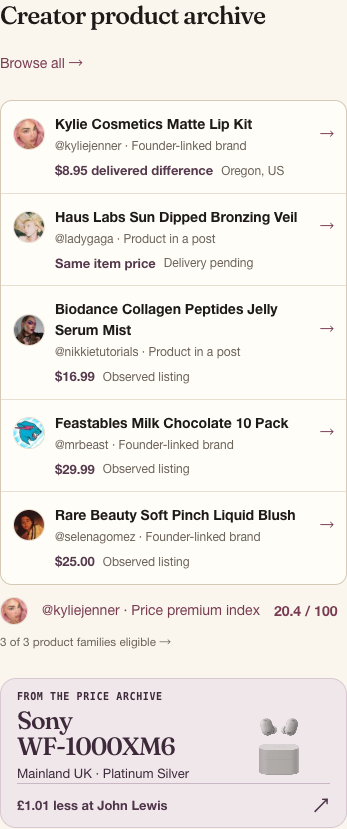 Creator product archive
Browse all →
Kylie Cosmetics Matte Lip Kit →
@kyliejenner · Founder-linked brand
$8.95 delivered difference Oregon, US
Haus Labs Sun Dipped Bronzing Veil →
@ladygaga · Product in a post
Same item price Delivery pending
Biodance Collagen Peptides Jelly
Serum Mist →
@nikkietutorials · Product in a post
$16.99 Observed listing
Feastables Milk Chocolate 10 Pack →
@mrbeast · Founder-linked brand
$29.99 Observed listing
Rare Beauty Soft Pinch Liquid Blush →
@selenagomez · Founder-linked brand
$25.00 Observed listing
@kyliejenner · Price premium index 20.4 / 100
3 of 3 product families eligible →
FROM THE PRICE ARCHIVE
Sony
WF-1000XM6
Mainland UK · Platinum Silver
£1.01 less at John Lewis ↗